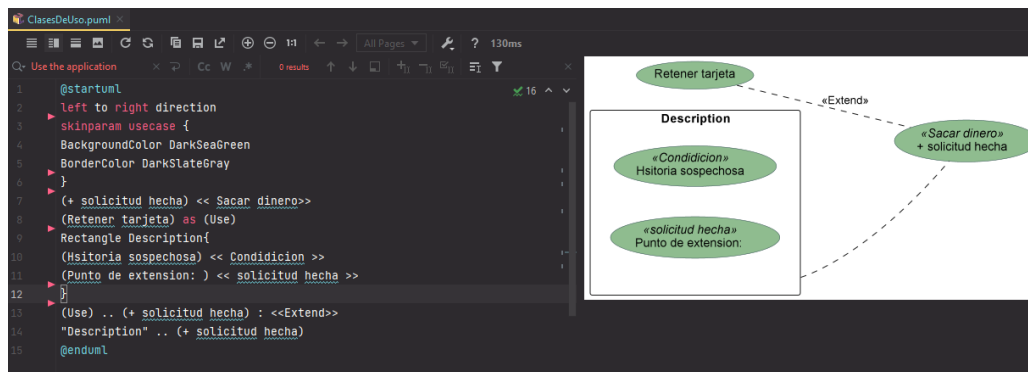 ClasesDeUso.puml
1:1 All Pages ? 130ms
Use the application Cc W .* 0 results
1 @startuml 16
2 left to right direction
3 skinparam usecase {
4 BackgroundColor DarkSeaGreen
5 BorderColor DarkSlateGray
6 }
7 (+ solicitud hecha) << Sacar dinero>>
8 (Retener tarjeta) as (Use)
9 Rectangle Description{
10 (Hsitoria sospechosa) << Condidicion >>
11 (Punto de extension: ) << solicitud hecha >>
12 }
13 (Use) .. (+ solicitud hecha) : <<Extend>>
14 "Description" .. (+ solicitud hecha)
15 @enduml
Retener tarjeta
«Extend»
Description
«Sacar dinero»
+ solicitud hecha
«Condidicion»
Hsitoria sospechosa
«solicitud hecha»
Punto de extension: